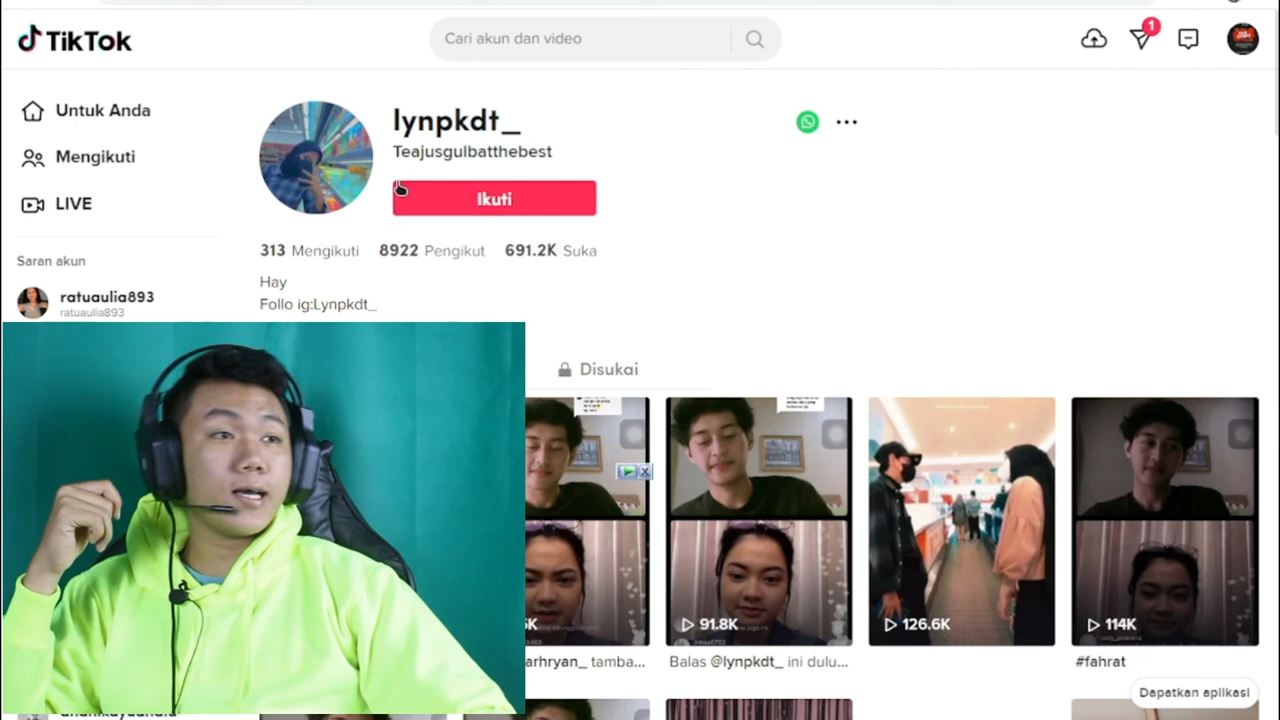 TikTok
Cari akun dan video
1
Untuk Anda
Mengikuti
LIVE
Saran akun
ratuaulia893
ratuaulia893
lynpkdt_
Teajusgulbatthebest
Ikuti
313 Mengikuti 8922 Pengikut 691.2K Suka
Hay
Follo ig:Lynpkdt_
Disukai
91.8K
126.6K
114K
arhryan_ tamba...
Balas @lynpkdt_ ini dulu...
#fahrat
Dapatkan aplikasi